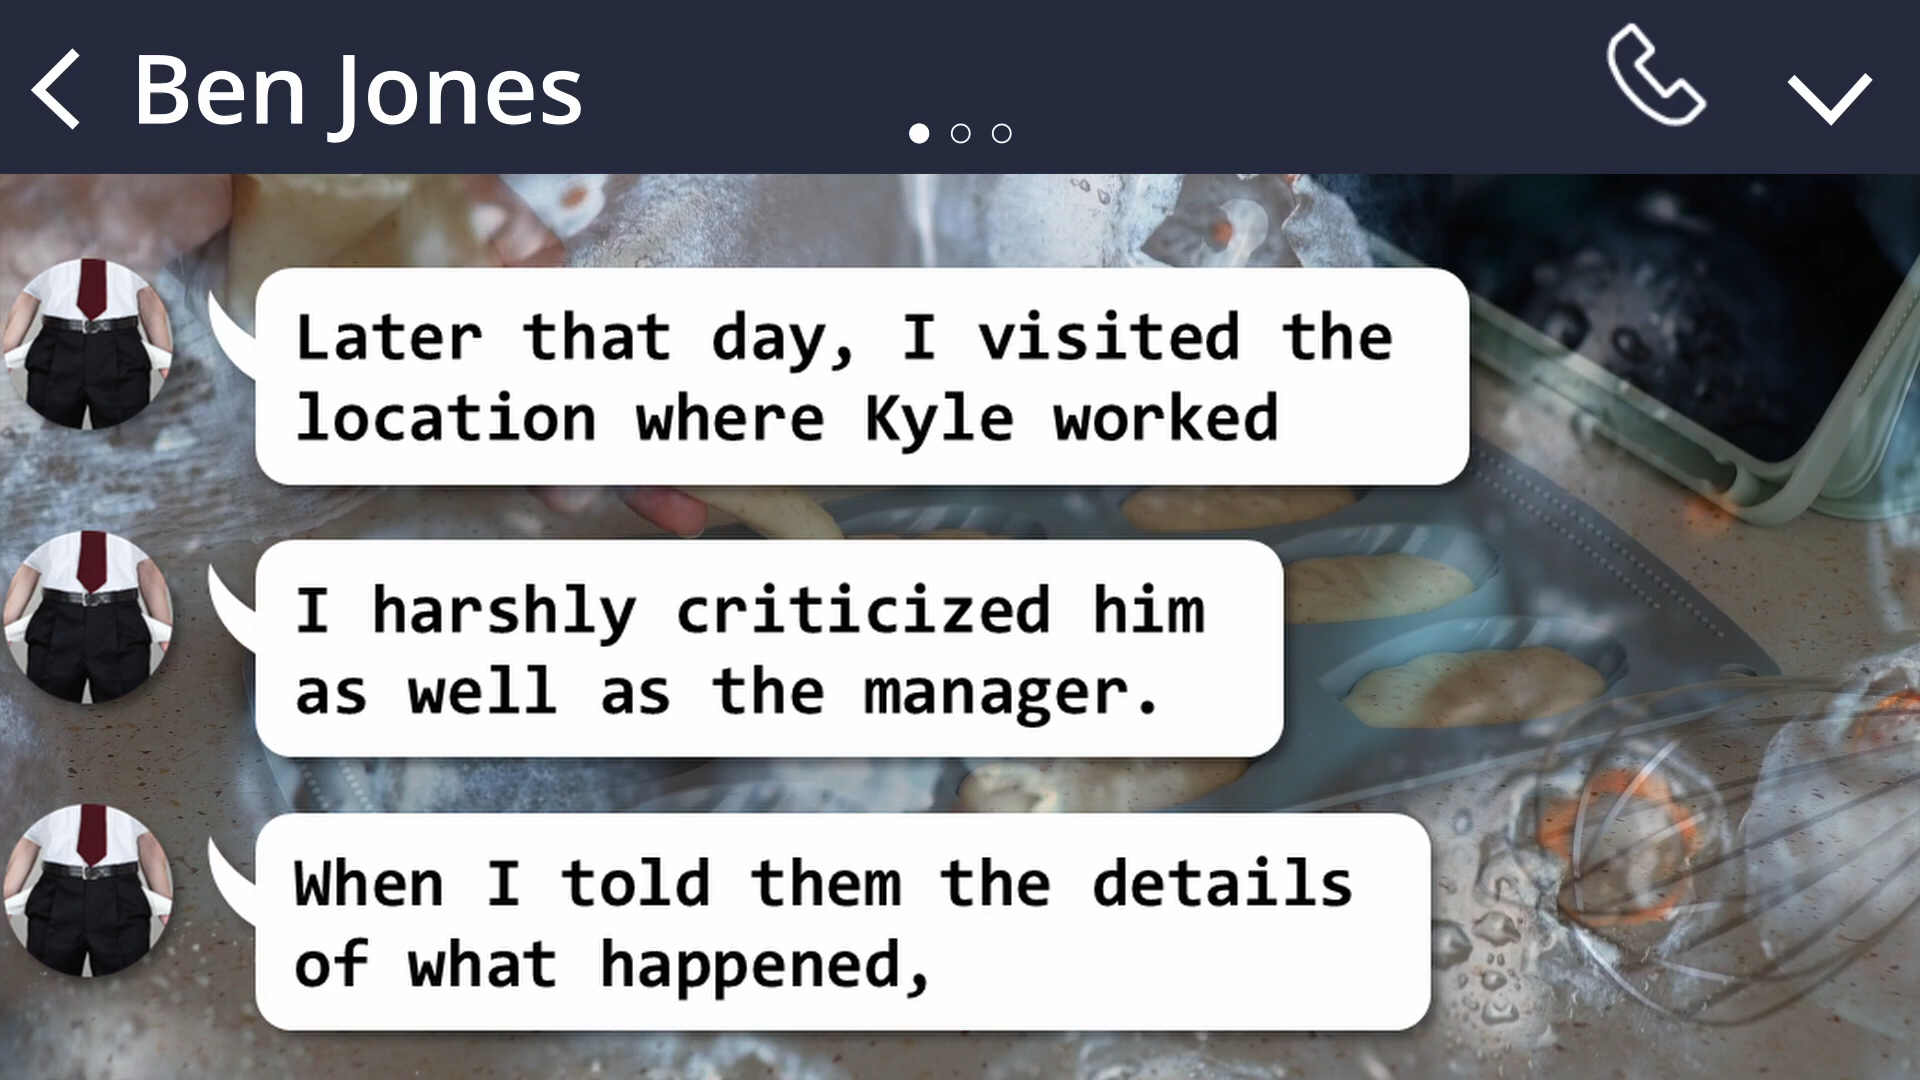 Ben Jones
Later that day, I visited the
location where Kyle worked
I harshly criticized him
as well as the manager.
When I told them the details
of what happened,